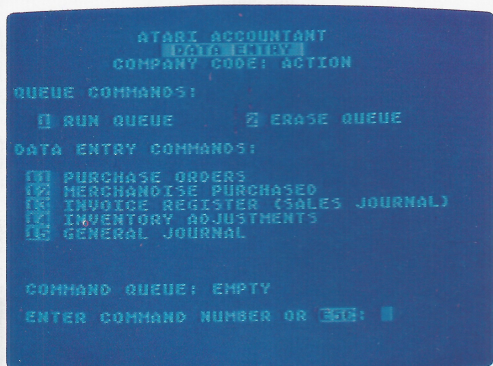 ATARI ACCOUNTANT
DATA ENTRY
COMPANY CODE: ACTION
QUEUE COMMANDS:
1 RUN QUEUE 2 ERASE QUEUE
DATA ENTRY COMMANDS:
11 PURCHASE ORDERS
12 MERCHANDISE PURCHASED
13 INVOICE REGISTER (SALES JOURNAL)
14 INVENTORY ADJUSTMENTS
15 GENERAL JOURNAL
COMMAND QUEUE: EMPTY
ENTER COMMAND NUMBER OR ESC: